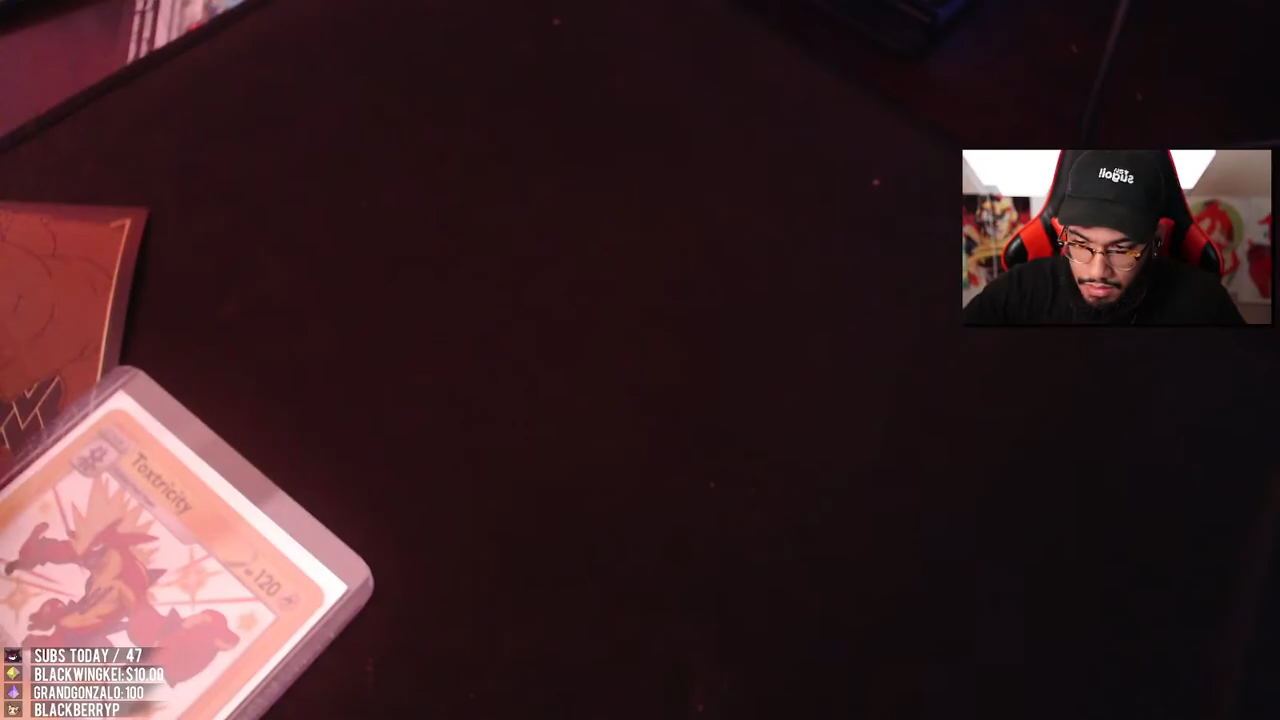 Toxtricity
120
SUBS TODAY / 47
BLACKWINGKEI: $10.00
GRANDGONZALO: 100
BLACKBERRYP